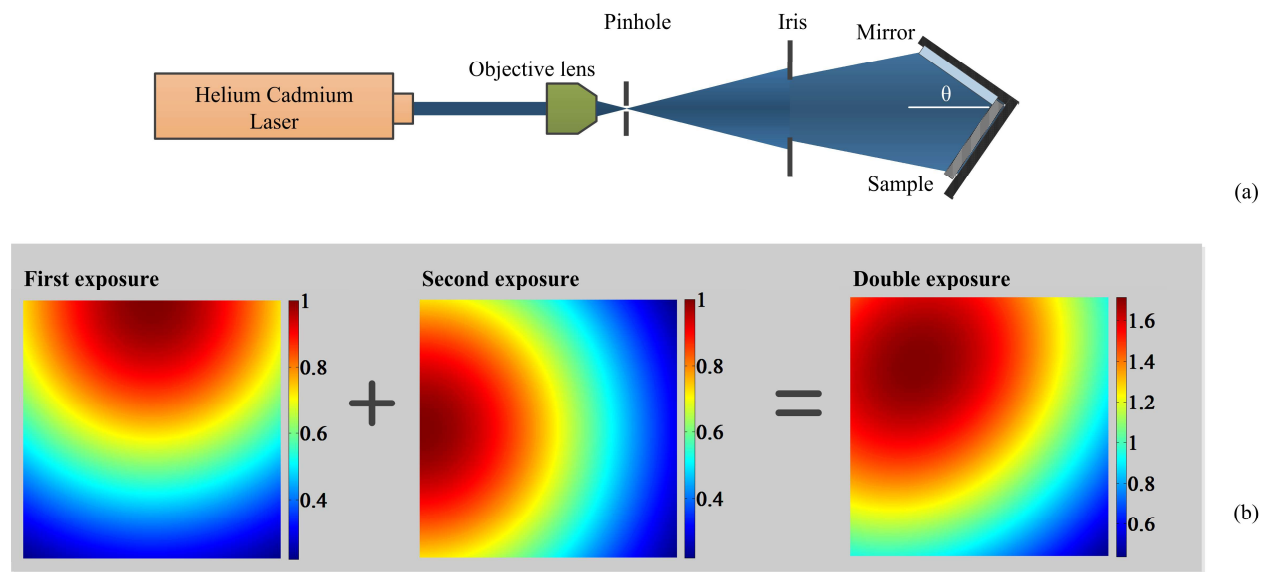 Pinhole
Iris
Mirror
Objective lens
Helium Cadmium
Laser
θ
Sample
(a)
First exposure
1
0.8
0.6
0.4
Second exposure
1
0.8
0.6
0.4
Double exposure
1.6
1.4
1.2
1
0.8
0.6
(b)